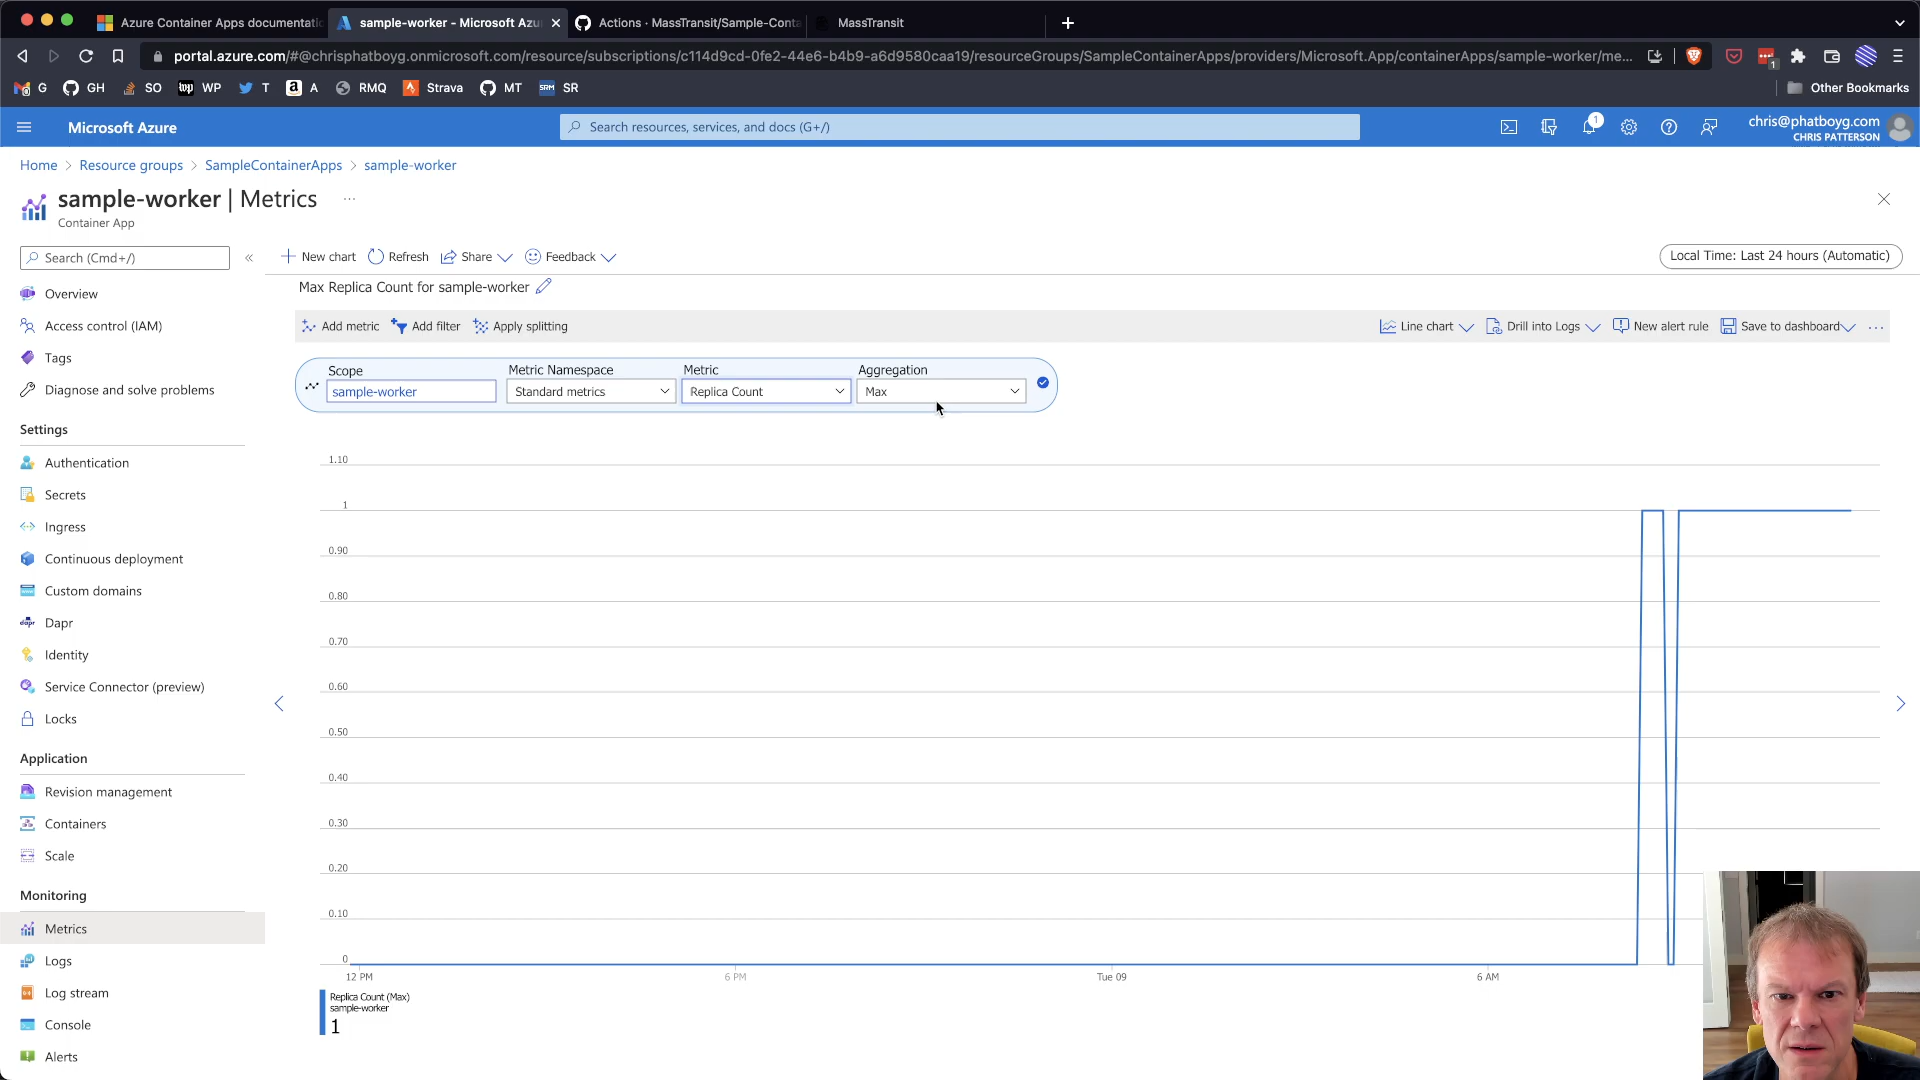 Azure Container Apps documentatic
sample-worker - Microsoft Azu
Actions · MassTransit/Sample-Conta
MassTransit
portal.azure.com/#@chrisphatboyg.onmicrosoft.com/resource/subscriptions/c114d9cd-0fe2-44e6-b4b9-a6d9580caa19/resourceGroups/SampleContainerApps/providers/Microsoft.App/containerApps/sample-worker/me...
1
G GH SO WP T A RMQ Strava MT SR Other Bookmarks
Microsoft Azure
Search resources, services, and docs (G+/)
1
chris@phatboyg.com
CHRIS PATTERSON
Home > Resource groups > SampleContainerApps > sample-worker
sample-worker | Metrics ...
Container App
Search (Cmd+/) «
New chart Refresh Share Feedback
Local Time: Last 24 hours (Automatic)
Max Replica Count for sample-worker
Add metric Add filter Apply splitting
Line chart Drill into Logs New alert rule Save to dashboard ...
Scope Metric Namespace Metric Aggregation
sample-worker Standard metrics Replica Count Max
Overview
Access control (IAM)
Tags
Diagnose and solve problems
Settings
Authentication
Secrets
Ingress
Continuous deployment
Custom domains
Dapr
Identity
Service Connector (preview)
Locks
Application
Revision management
Containers
Scale
Monitoring
Metrics
Logs
Log stream
Console
Alerts
1.10
1
0.90
0.80
0.70
0.60
0.50
0.40
0.30
0.20
0.10
0
12 PM 6 PM Tue 09 6 AM
Replica Count (Max)
sample-worker
1